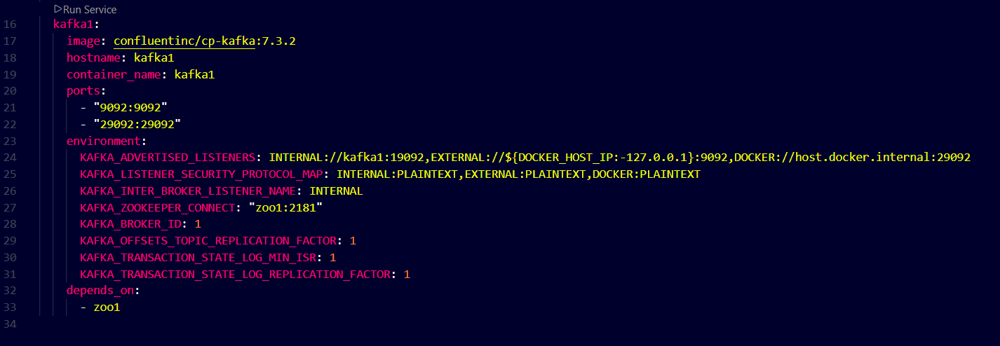 ▷Run Service
16 kafka1:
17 image: confluentinc/cp-kafka:7.3.2
18 hostname: kafka1
19 container_name: kafka1
20 ports:
21 - "9092:9092"
22 - "29092:29092"
23 environment:
24 KAFKA_ADVERTISED_LISTENERS: INTERNAL://kafka1:19092,EXTERNAL://${DOCKER_HOST_IP:-127.0.0.1}:9092,DOCKER://host.docker.internal:29092
25 KAFKA_LISTENER_SECURITY_PROTOCOL_MAP: INTERNAL:PLAINTEXT,EXTERNAL:PLAINTEXT,DOCKER:PLAINTEXT
26 KAFKA_INTER_BROKER_LISTENER_NAME: INTERNAL
27 KAFKA_ZOOKEEPER_CONNECT: "zoo1:2181"
28 KAFKA_BROKER_ID: 1
29 KAFKA_OFFSETS_TOPIC_REPLICATION_FACTOR: 1
30 KAFKA_TRANSACTION_STATE_LOG_MIN_ISR: 1
31 KAFKA_TRANSACTION_STATE_LOG_REPLICATION_FACTOR: 1
32 depends_on:
33 - zoo1
34